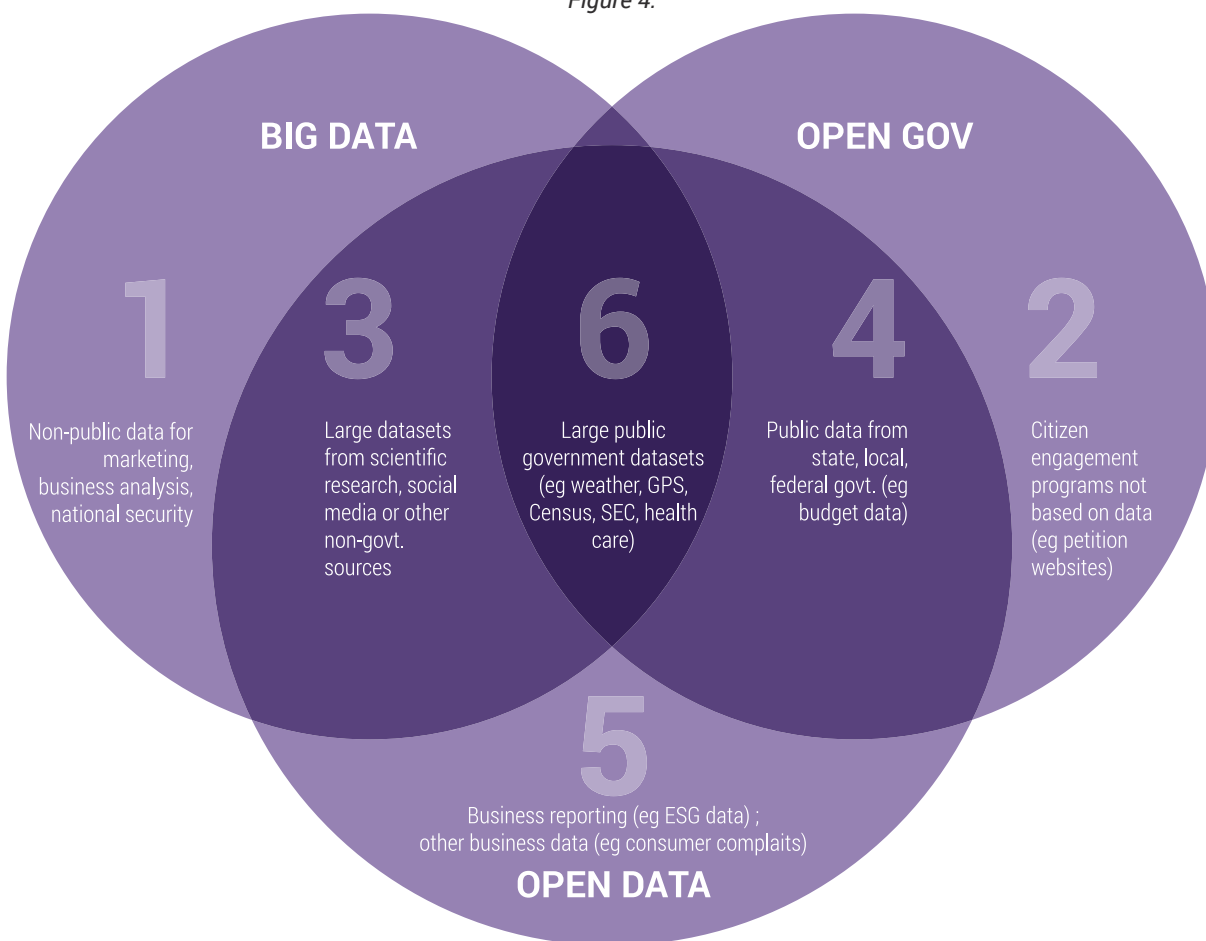 Figure 4.
BIG DATA
OPEN GOV
1
Non-public data for
marketing,
business analysis,
national security
3
Large datasets
from scientific
research, social
media or other
non-govt.
sources
6
Large public
government datasets
(eg weather, GPS,
Census, SEC, health
care)
4
Public data from
state, local,
federal govt. (eg
budget data)
2
Citizen
engagement
programs not
based on data
(eg petition
websites)
5
Business reporting (eg ESG data) ;
other business data (eg consumer complaits)
OPEN DATA